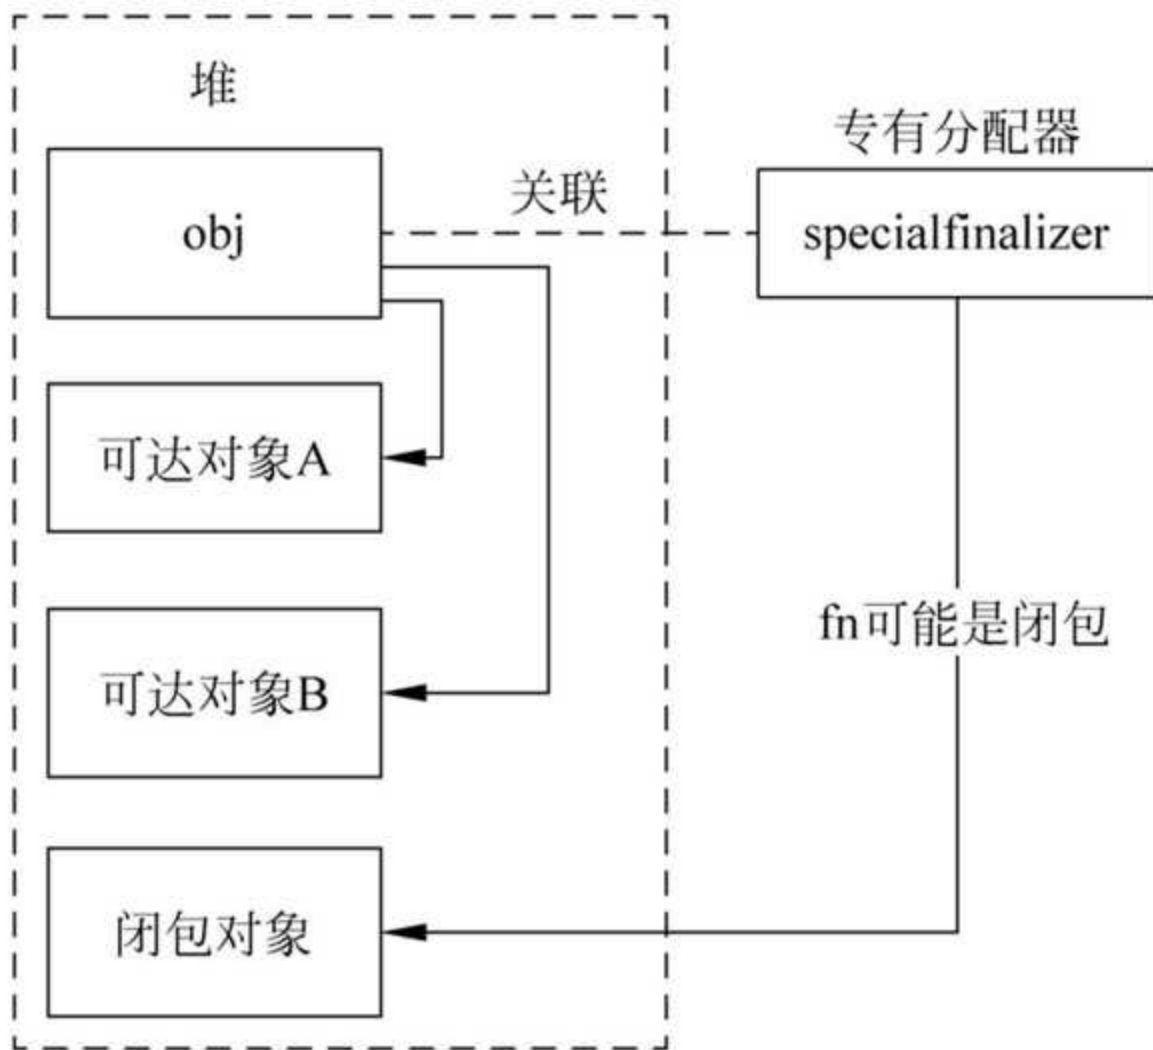 堆
专有分配器
关联
obj
specialfinalizer
可达对象A
fn可能是闭包
可达对象B
闭包对象